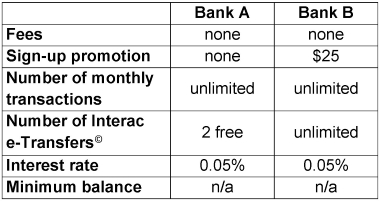 Bank A Bank B
Fees none none
Sign-up promotion none $25
Number of monthly
transactions unlimited unlimited
Number of Interac
e-Transfers© 2 free unlimited
Interest rate 0.05% 0.05%
Minimum balance n/a n/a